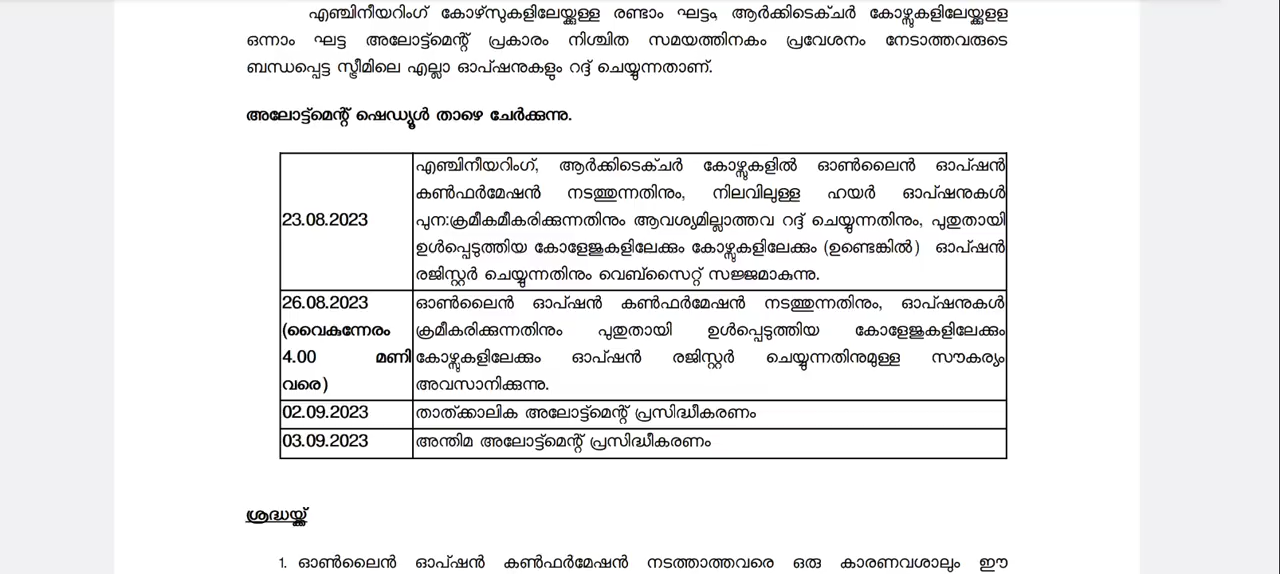 എഞ്ചിനീയറിംഗ് കോഴ്സുകളിലേയ്ക്കുള്ള രണ്ടാം ഘട്ട, ആർക്കിടെക്ചർ കോഴ്സുകളിലേയ്ക്കുളള
ഒന്നാം ഘട്ട അലോട്ട്മെന്റ് പ്രകാരം നിശ്ചിത സമയത്തിനകം പ്രവേശനം നേടാത്തവരുടെ
ബന്ധപ്പെട്ട സ്ട്രീമിലെ എല്ലാ ഓപ്ഷനുകളും റദ്ദ് ചെയ്യുന്നതാണ്.
അലോട്ട്മെന്റ് ഷെഡ്യൂൾ താഴെ ചേർക്കുന്നു.
23.08.2023
എഞ്ചിനീയറിംഗ്, ആർക്കിടെക്ചർ കോഴ്സുകളിൽ ഓൺലൈൻ ഓപ്ഷൻ
കൺഫർമേഷൻ നടത്തുന്നതിനും, നിലവിലുള്ള ഹയർ ഓപ്ഷനുകൾ
പുന:ക്രമീകമീകരിക്കുന്നതിനും ആവശ്യമില്ലാത്തവ റദ്ദ് ചെയ്യുന്നതിനും, പുതുതായി
ഉൾപ്പെടുത്തിയ കോളേജുകളിലേക്കും കോഴ്സുകളിലേക്കും (ഉണ്ടെങ്കിൽ) ഓപ്ഷൻ
രജിസ്റ്റർ ചെയ്യുന്നതിനും വെബ്സൈറ്റ് സജ്ജമാകുന്നു.
26.08.2023
(വൈകുന്നേരം
4.00 മണി
വരെ)
ഓൺലൈൻ ഓപ്ഷൻ കൺഫർമേഷൻ നടത്തുന്നതിനും, ഓപ്ഷനുകൾ
ക്രമീകരിക്കുന്നതിനും പുതുതായി ഉൾപ്പെടുത്തിയ കോളേജുകളിലേക്കും
കോഴ്സുകളിലേക്കും ഓപ്ഷൻ രജിസ്റ്റർ ചെയ്യുന്നതിനുമുള്ള സൗകര്യം
അവസാനിക്കുന്നു.
02.09.2023 താത്ക്കാലിക അലോട്ട്മെന്റ് പ്രസിദ്ധീകരണം
03.09.2023 അന്തിമ അലോട്ട്മെന്റ് പ്രസിദ്ധീകരണം
ശ്രദ്ധയ്ക്ക്
1. ഓൺലൈൻ ഓപ്ഷൻ കൺഫർമേഷൻ നടത്താത്തവരെ ഒരു കാരണവശാലും ഈ